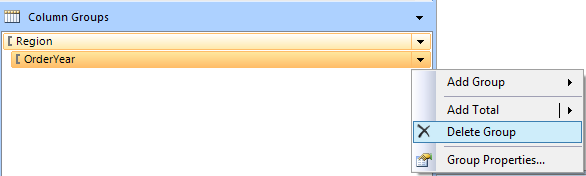 Column Groups
Region
OrderYear
Add Group
Add Total
Delete Group
Group Properties...